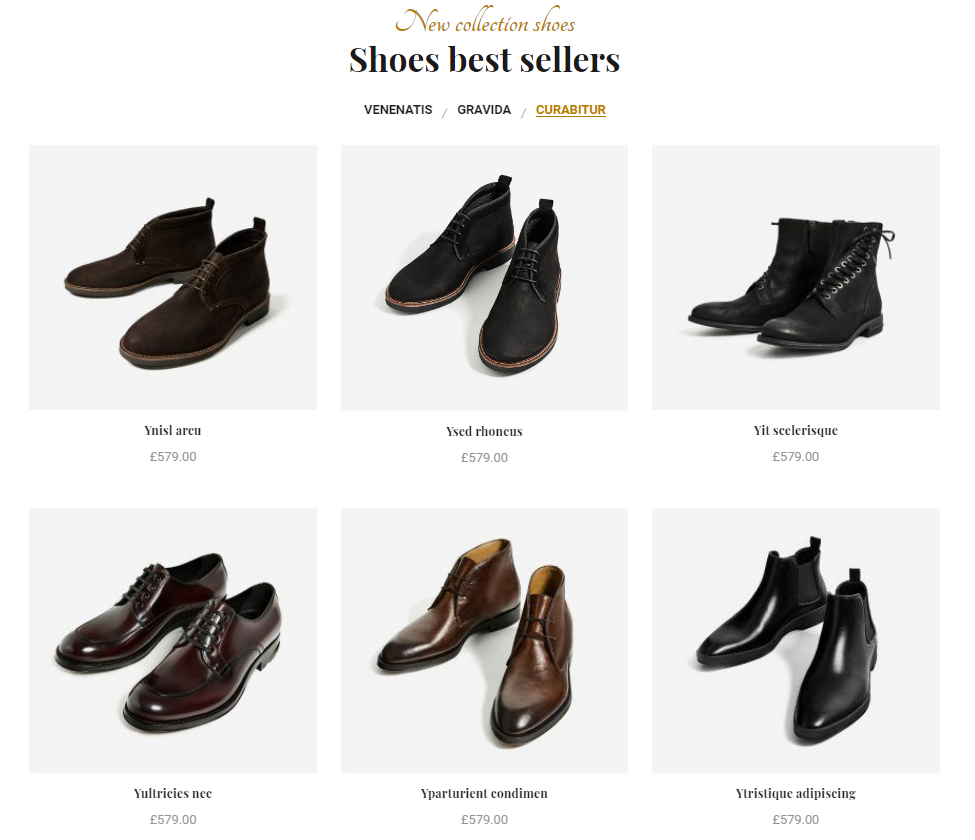 New collection shoes
Shoes best sellers
VENENATIS / GRAVIDA / CURABITUR
Ynisl arcu
Ysed rhoncus
Yit scelerisque
£579.00
£579.00
£579.00
Yultricies nec
Yparturient condimen
Ytristique adipiscing
£579.00
£579.00
£579.00